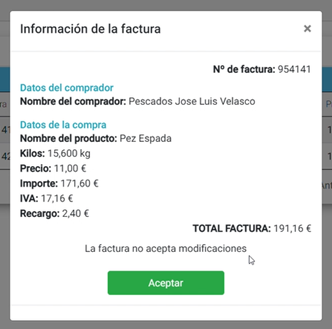 Información de la factura ×
Nº de factura: 954141
Datos del comprador
Nombre del comprador: Pescados Jose Luis Velasco
Datos de la compra
Nombre del producto: Pez Espada
Kilos: 15,600 kg
Precio: 11,00 €
Importe: 171,60 €
IVA: 17,16 €
Recargo: 2,40 €
TOTAL FACTURA: 191,16 €
La factura no acepta modificaciones
Aceptar